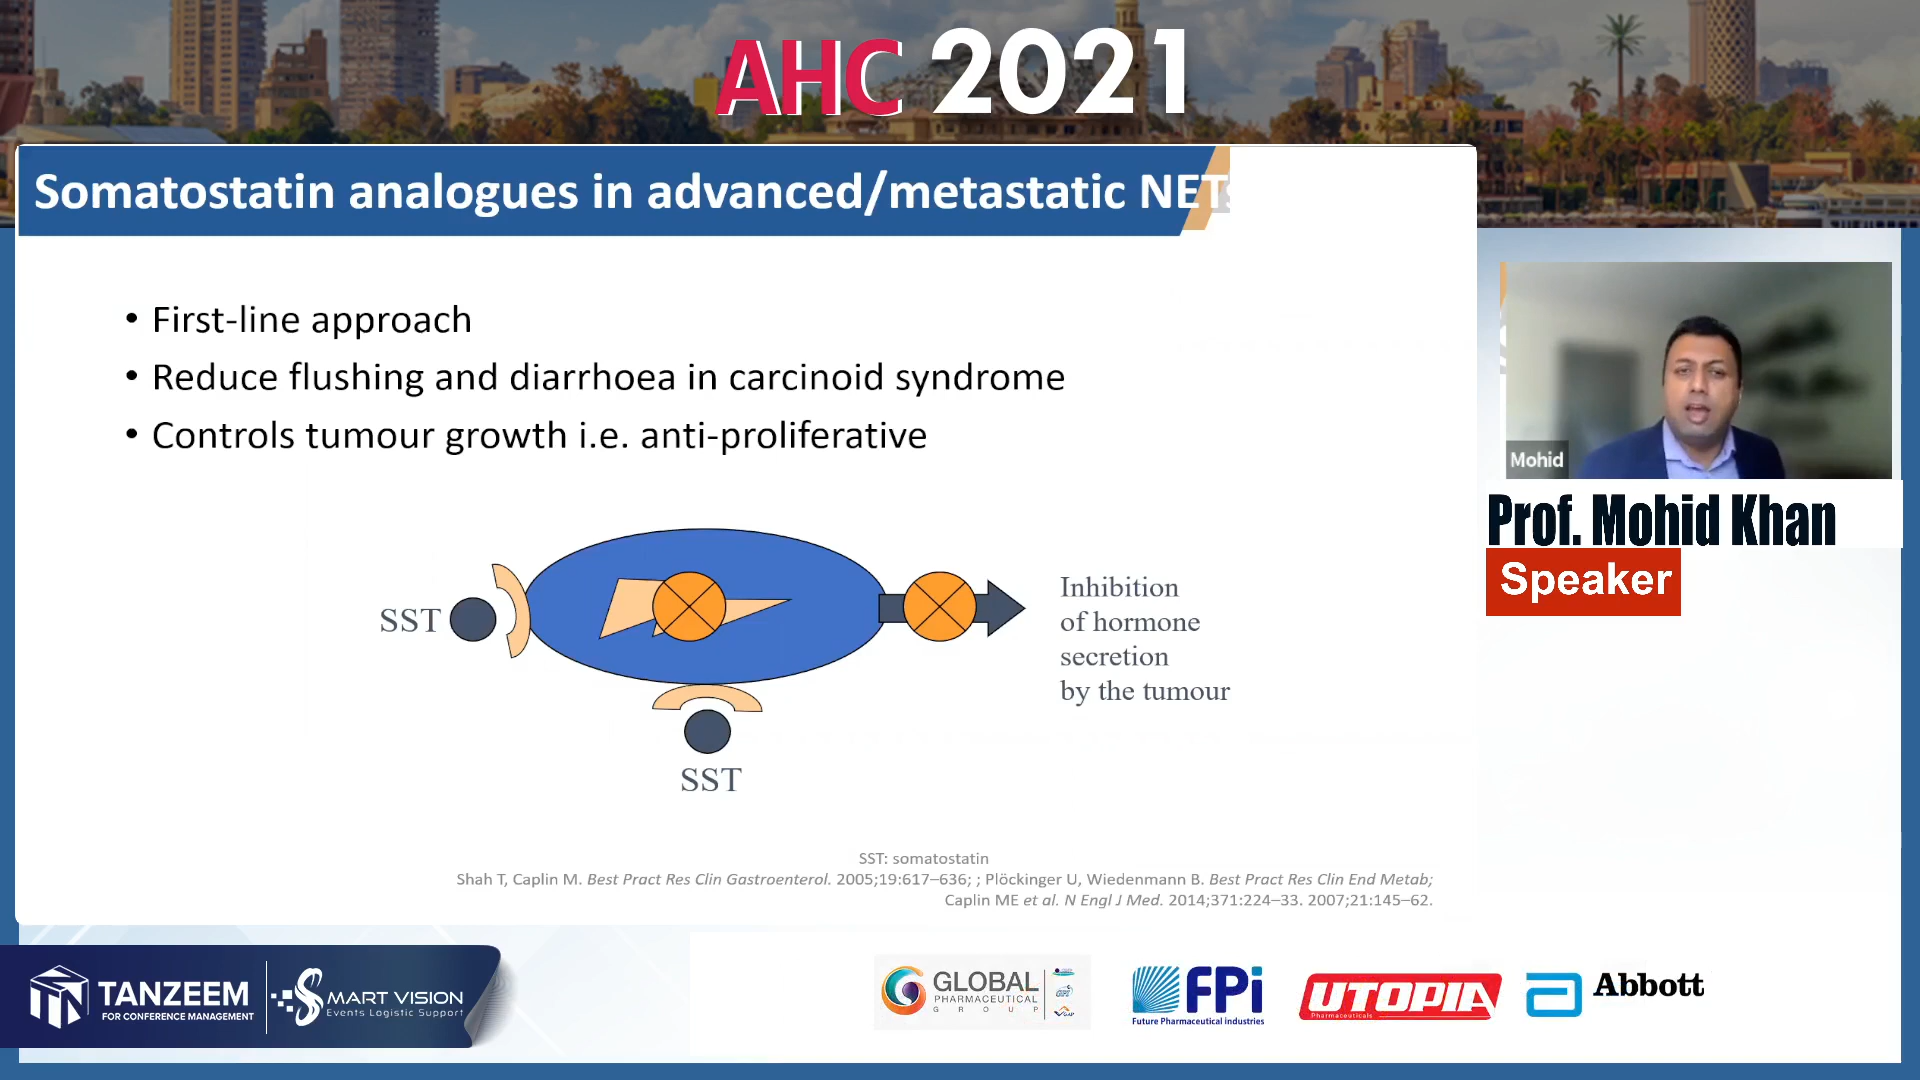 AHC 2021
Somatostatin analogues in advanced/metastatic NETs
• First-line approach
• Reduce flushing and diarrhoea in carcinoid syndrome
• Controls tumour growth i.e. anti-proliferative
SST
SST
Inhibition
of hormone
secretion
by the tumour
SST: somatostatin
Shah T, Caplin M. Best Pract Res Clin Gastroenterol. 2005;19:617–636; ; Plöckinger U, Wiedenmann B. Best Pract Res Clin End Metab;
Caplin ME et al. N Engl J Med. 2014;371:224–33. 2007;21:145–62.
Mohid
Prof. Mohid Khan
Speaker
TANZEEM
FOR CONFERENCE MANAGEMENT
SMART VISION
Events Logistic Support
GLOBAL
PHARMACEUTICAL
GROUP
FPi
Future Pharmaceutical industries
UTOPIA
Pharmaceuticals
Abbott